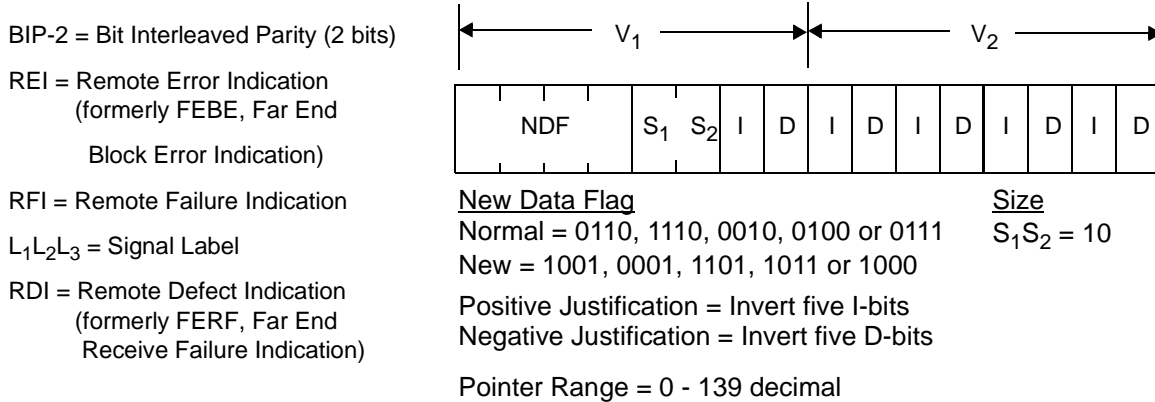 BIP-2 = Bit Interleaved Parity (2 bits)
REI = Remote Error Indication
(formerly FEBE, Far End
Block Error Indication)
RFI = Remote Failure Indication
L1L2L3 = Signal Label
RDI = Remote Defect Indication
(formerly FERF, Far End
Receive Failure Indication)
V1 V2
NDF S1 S2 I D I D I D I D I D
New Data Flag
Normal = 0110, 1110, 0010, 0100 or 0111
New = 1001, 0001, 1101, 1011 or 1000
Size
S1S2 = 10
Positive Justification = Invert five I-bits
Negative Justification = Invert five D-bits
Pointer Range = 0 - 139 decimal